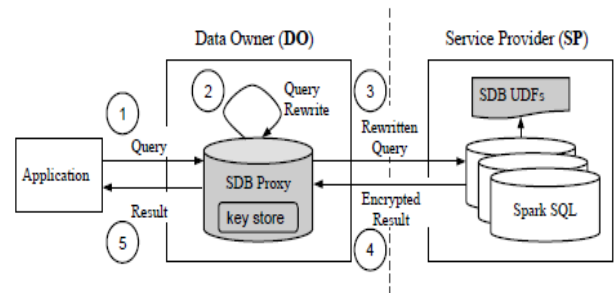 Data Owner (DO)
Service Provider (SP)
1
2
3
Query
Rewrite
SDB UDFs
Query
Rewritten
Query
Application
SDB Proxy
key store
Result
Encrypted
Result
Spark SQL
5
4